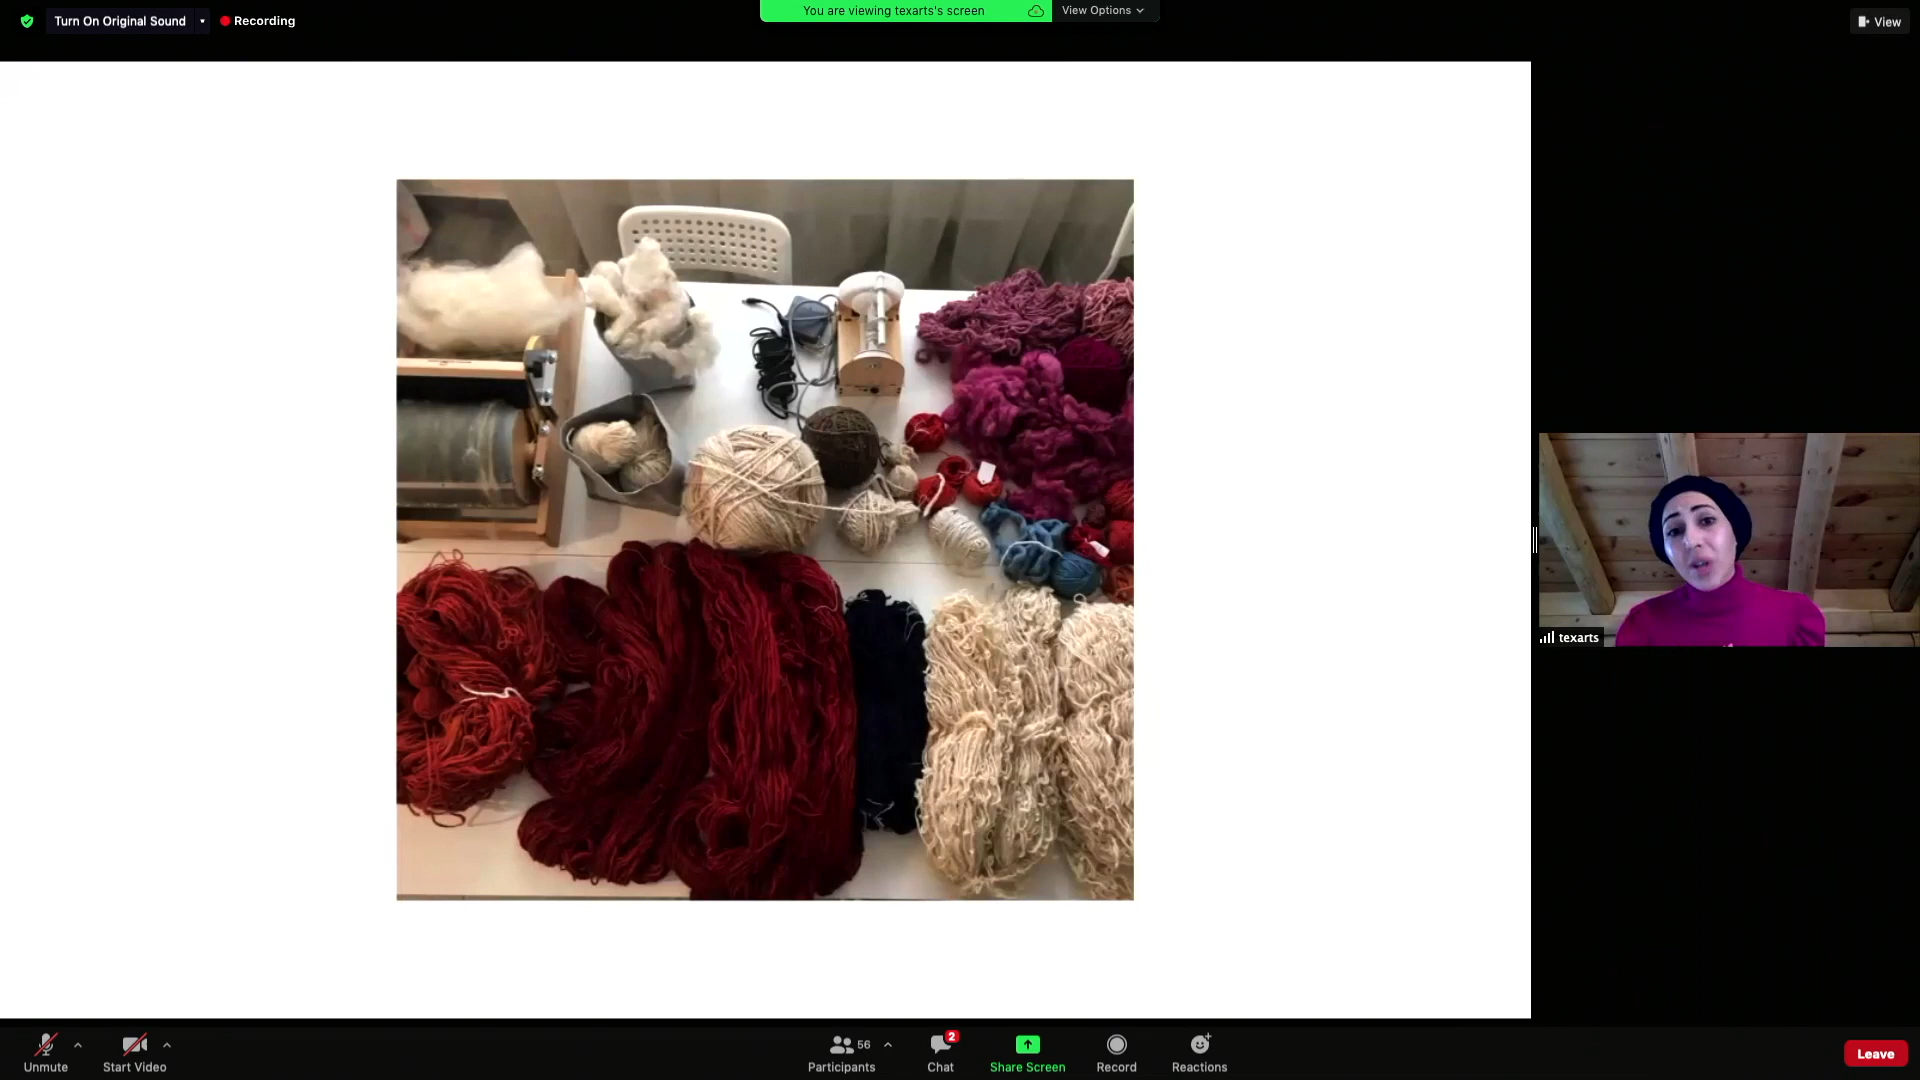 Turn On Original Sound
Recording
You are viewing texarts's screen
View Options
View
texarts
Unmute
Start Video
56
Participants
2
Chat
Share Screen
Record
Reactions
Leave